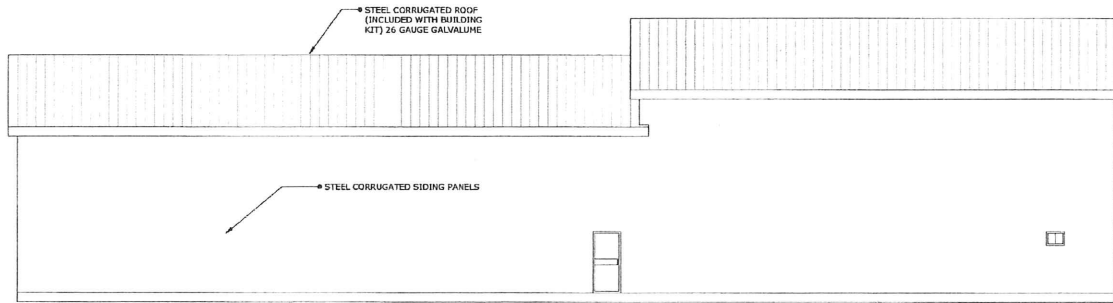 STEEL CORRUGATED ROOF
(INCLUDED WITH BUILDING
KIT) 26 GAUGE GALVALUME
STEEL CORRUGATED SIDING PANELS